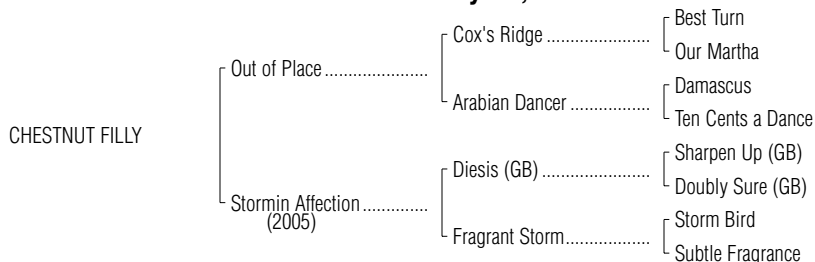 Best Turn
Cox's Ridge ......................
Our Martha
Out of Place ......................
Damascus
Arabian Dancer .................
Ten Cents a Dance
CHESTNUT FILLY
Sharpen Up (GB)
Diesis (GB) .......................
Doubly Sure (GB)
Stormin Affection ..............
(2005)
Storm Bird
Fragrant Storm ..................
Subtle Fragrance